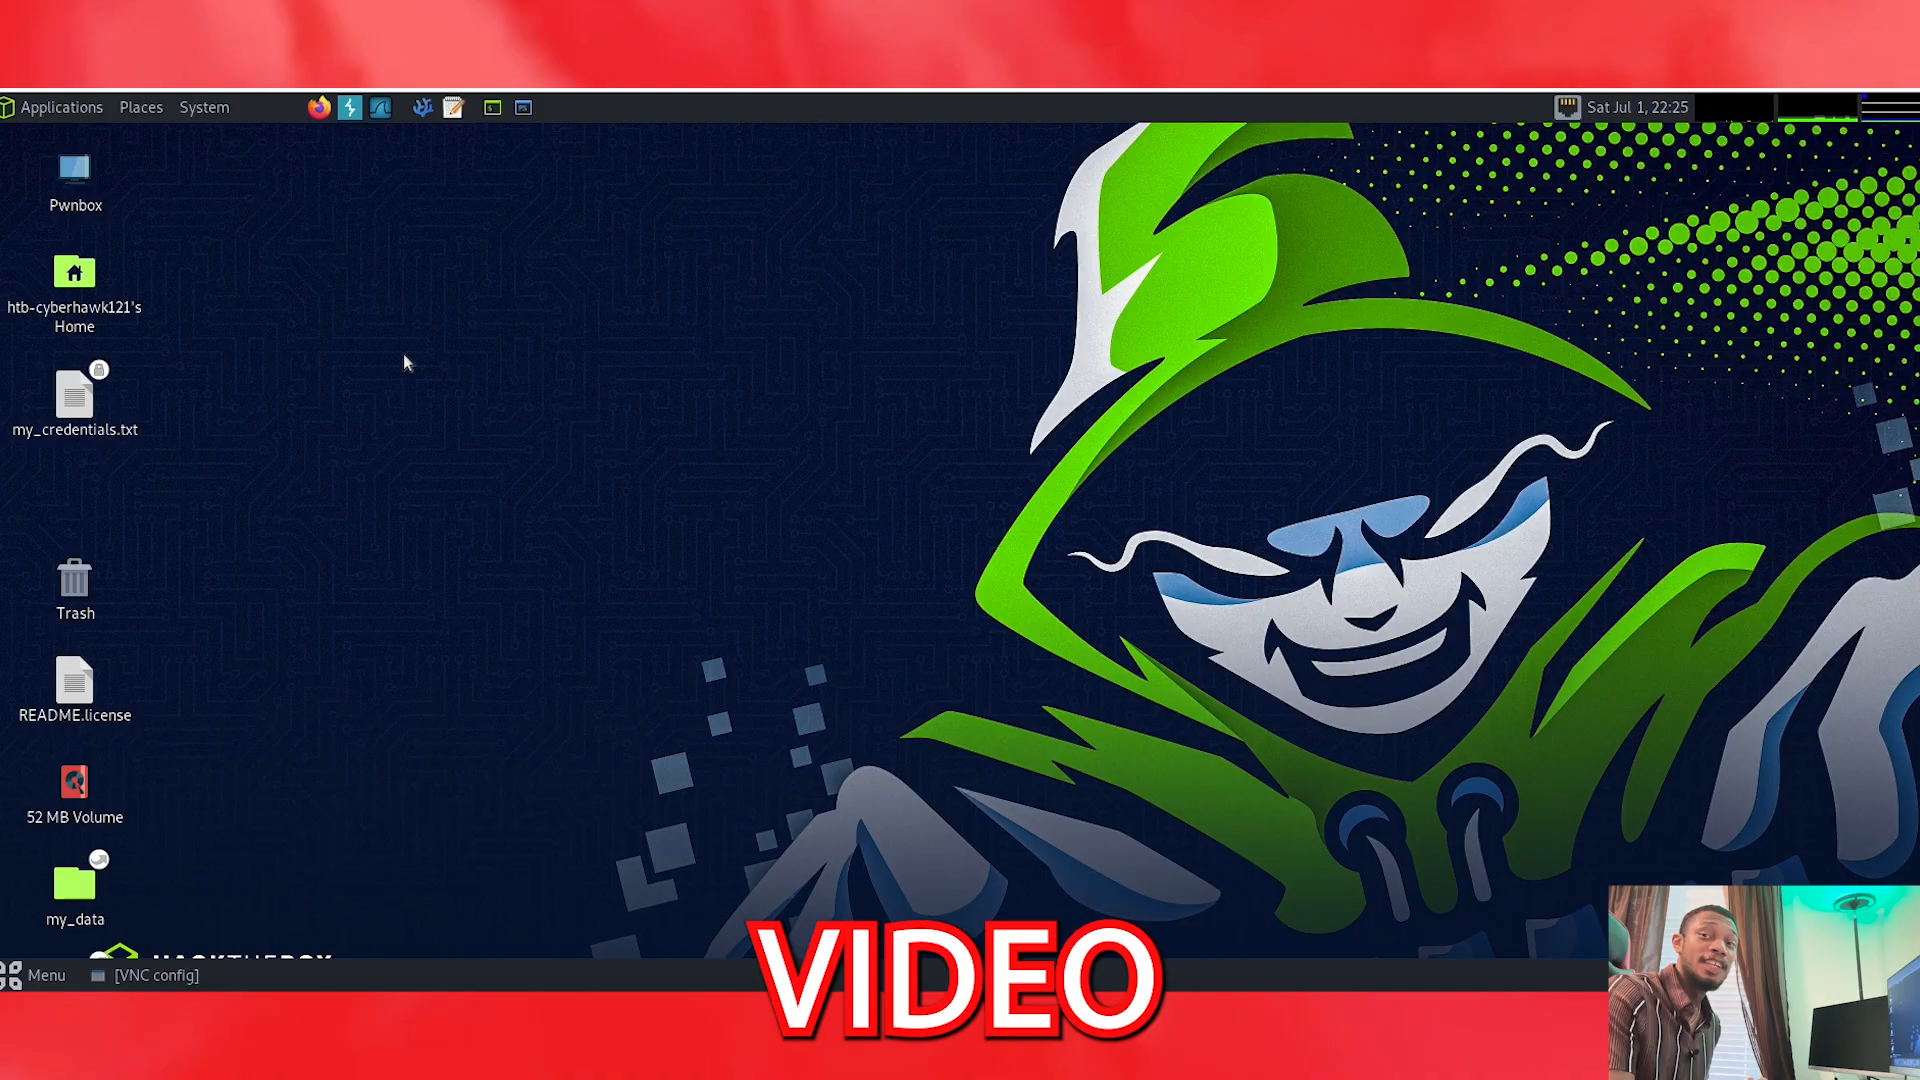 Applications Places System
Sat Jul 1, 22:25
Pwnbox
htb-cyberhawk121's
Home
my_credentials.txt
Trash
README.license
52 MB Volume
my_data
HACKTHEBOX
Menu [VNC config]
VIDEO